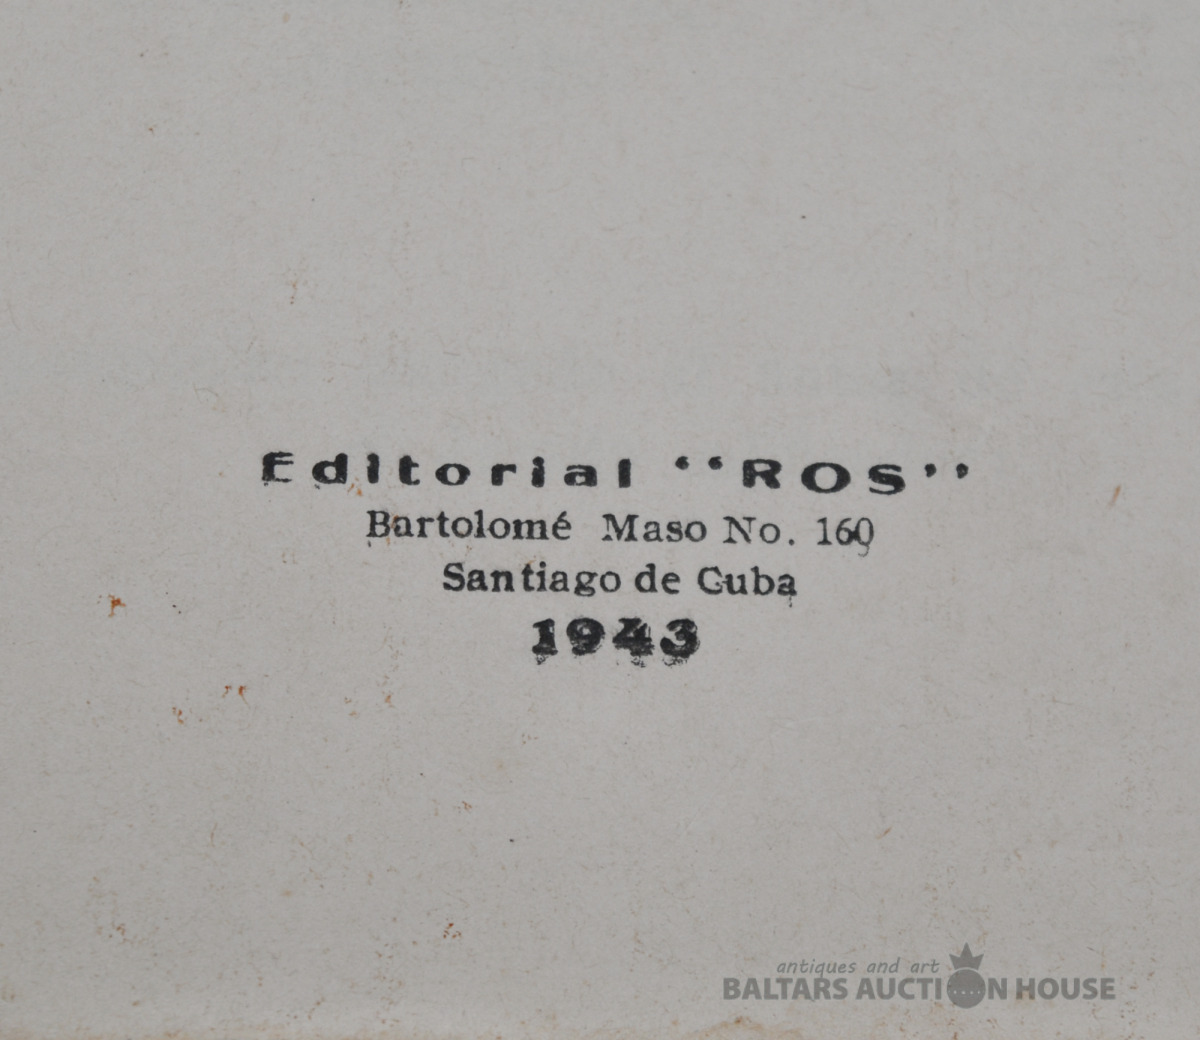 Editorial “ROS”
Bartolomé Maso No. 160
Santiago de Cuba
1943
antiques and art
BALTARS AUCTION HOUSE